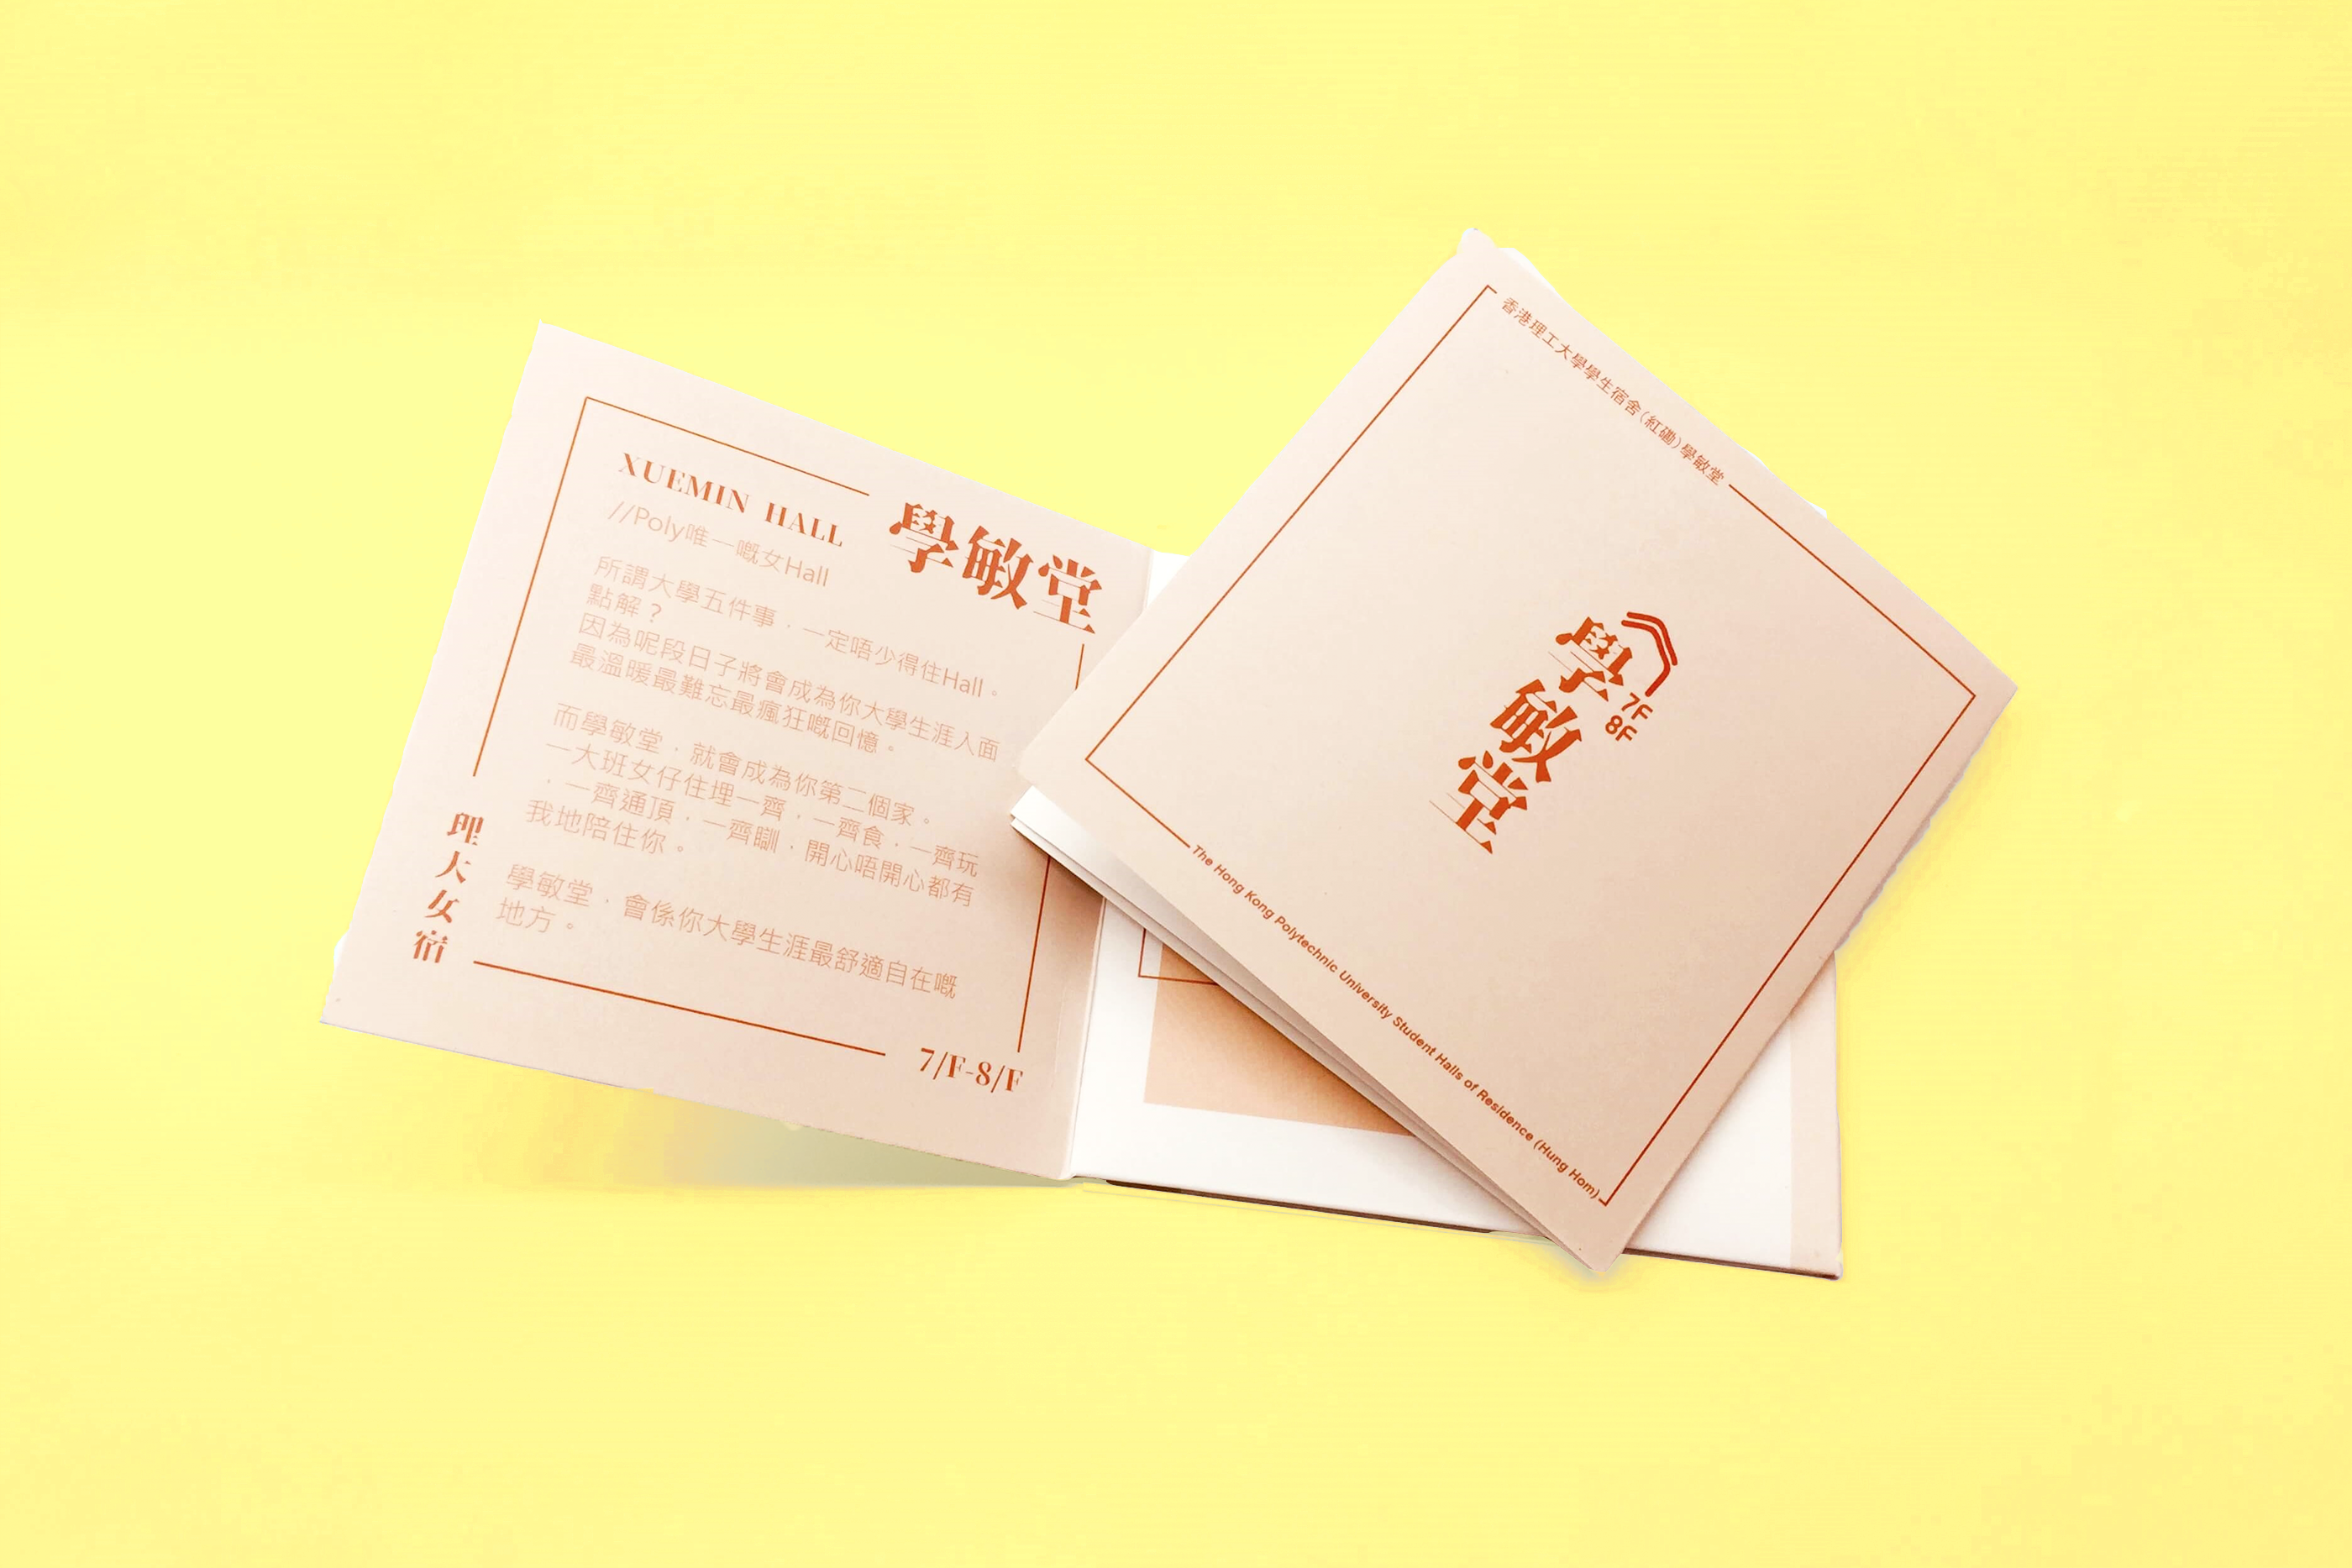 XUEMIN HALL
學敏堂
//Poly唯一嘅女Hall
所謂大學五件事，一定唔少得住Hall。
點解？
因為呢段日子將會成為你大學生涯入面
最溫暖最難忘最瘋狂嘅回憶。
而學敏堂，就會成為你第二個家。
一大班女仔住埋一齊，一齊食，一齊玩
，一齊通頂，一齊瞓，開心唔開心都有
我地陪住你。
學敏堂，會係你大學生涯最舒適自在嘅
地方。
理大女宿
7/F-8/F
香港理工大學學生宿舍(紅磡)學敏堂
學敏堂
7F
8F
The Hong Kong Polytechnic University Student Halls of Residence (Hung Hom)